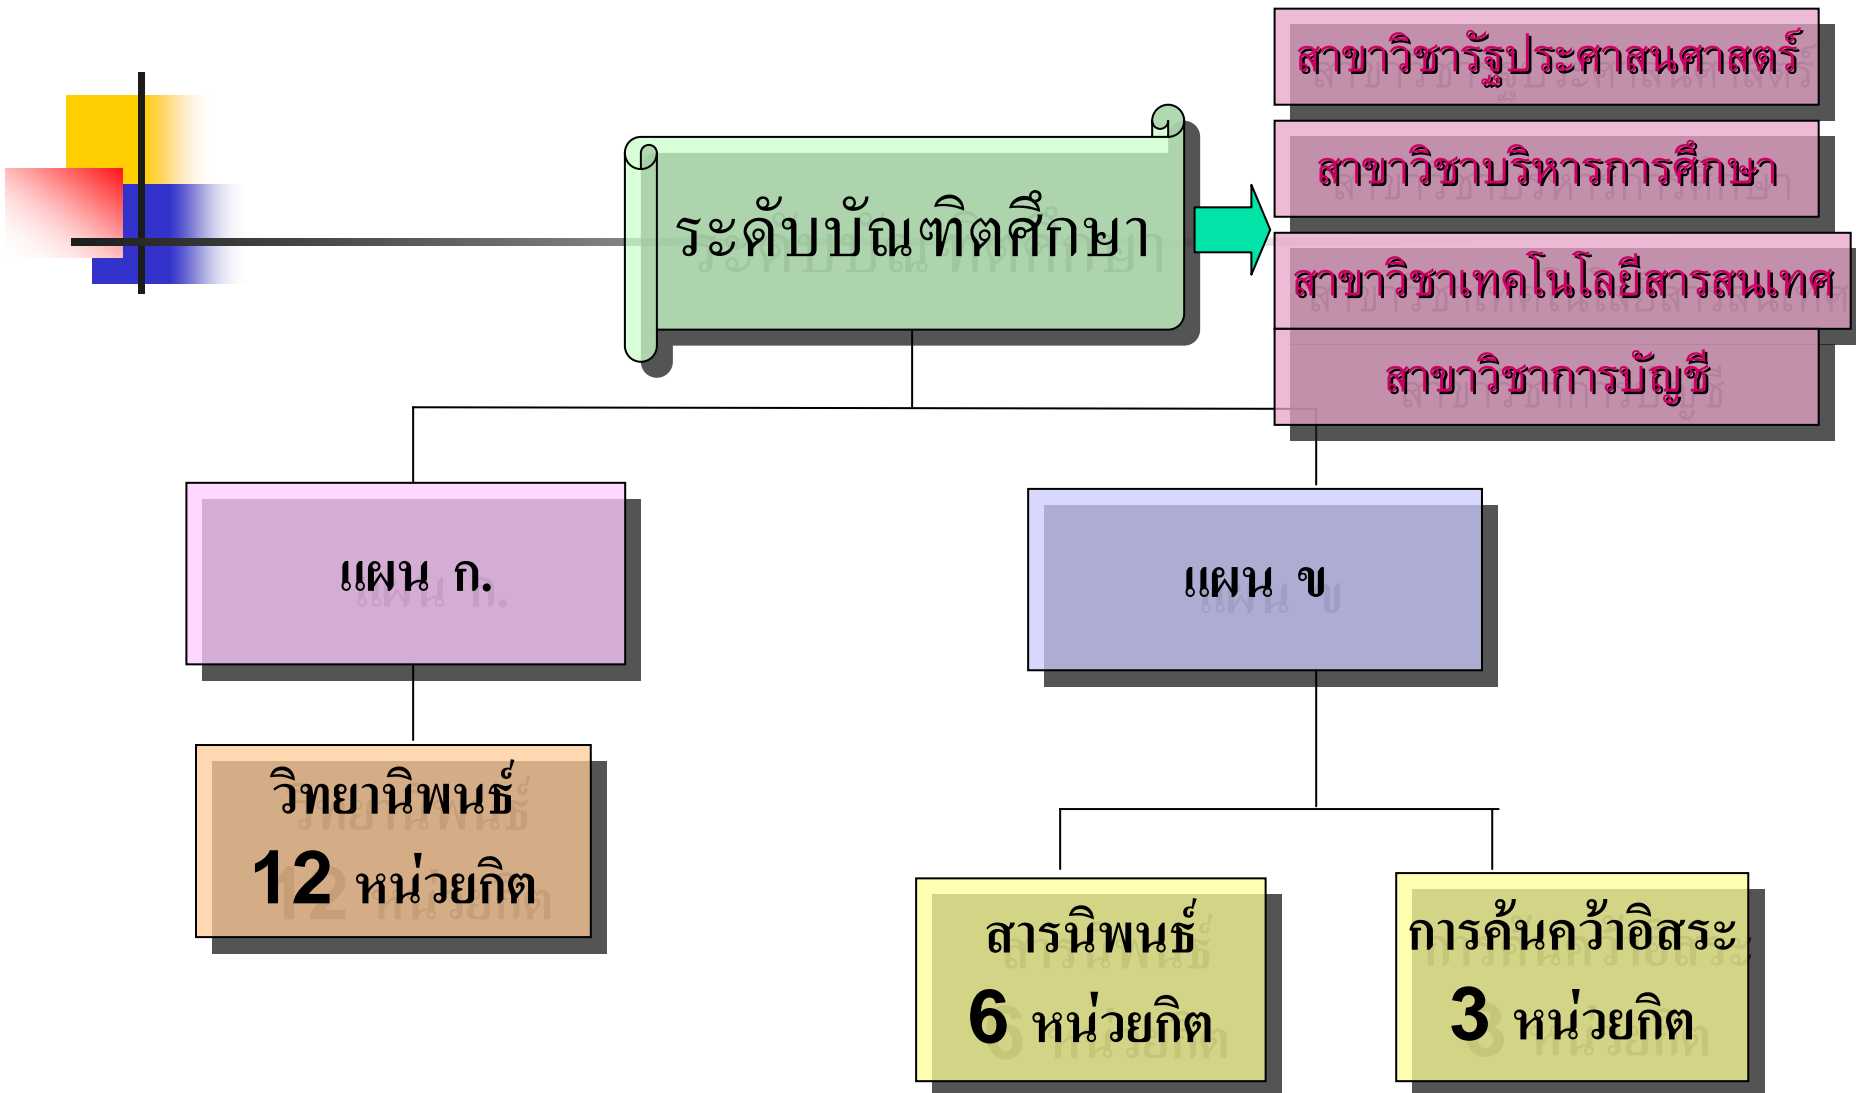 สาขาวิชารัฐประศาสนศาสตร์
สาขาวิชาบริหารการศึกษา
ระดับบัณฑิตศึกษา
สาขาวิชาเทคโนโลยีสารสนเทศ
สาขาวิชาการบัญชี
แผน ก.
แผน ข
วิทยานิพนธ์
12 หน่วยกิต
สารนิพนธ์
6 หน่วยกิต
การค้นคว้าอิสระ
3 หน่วยกิต